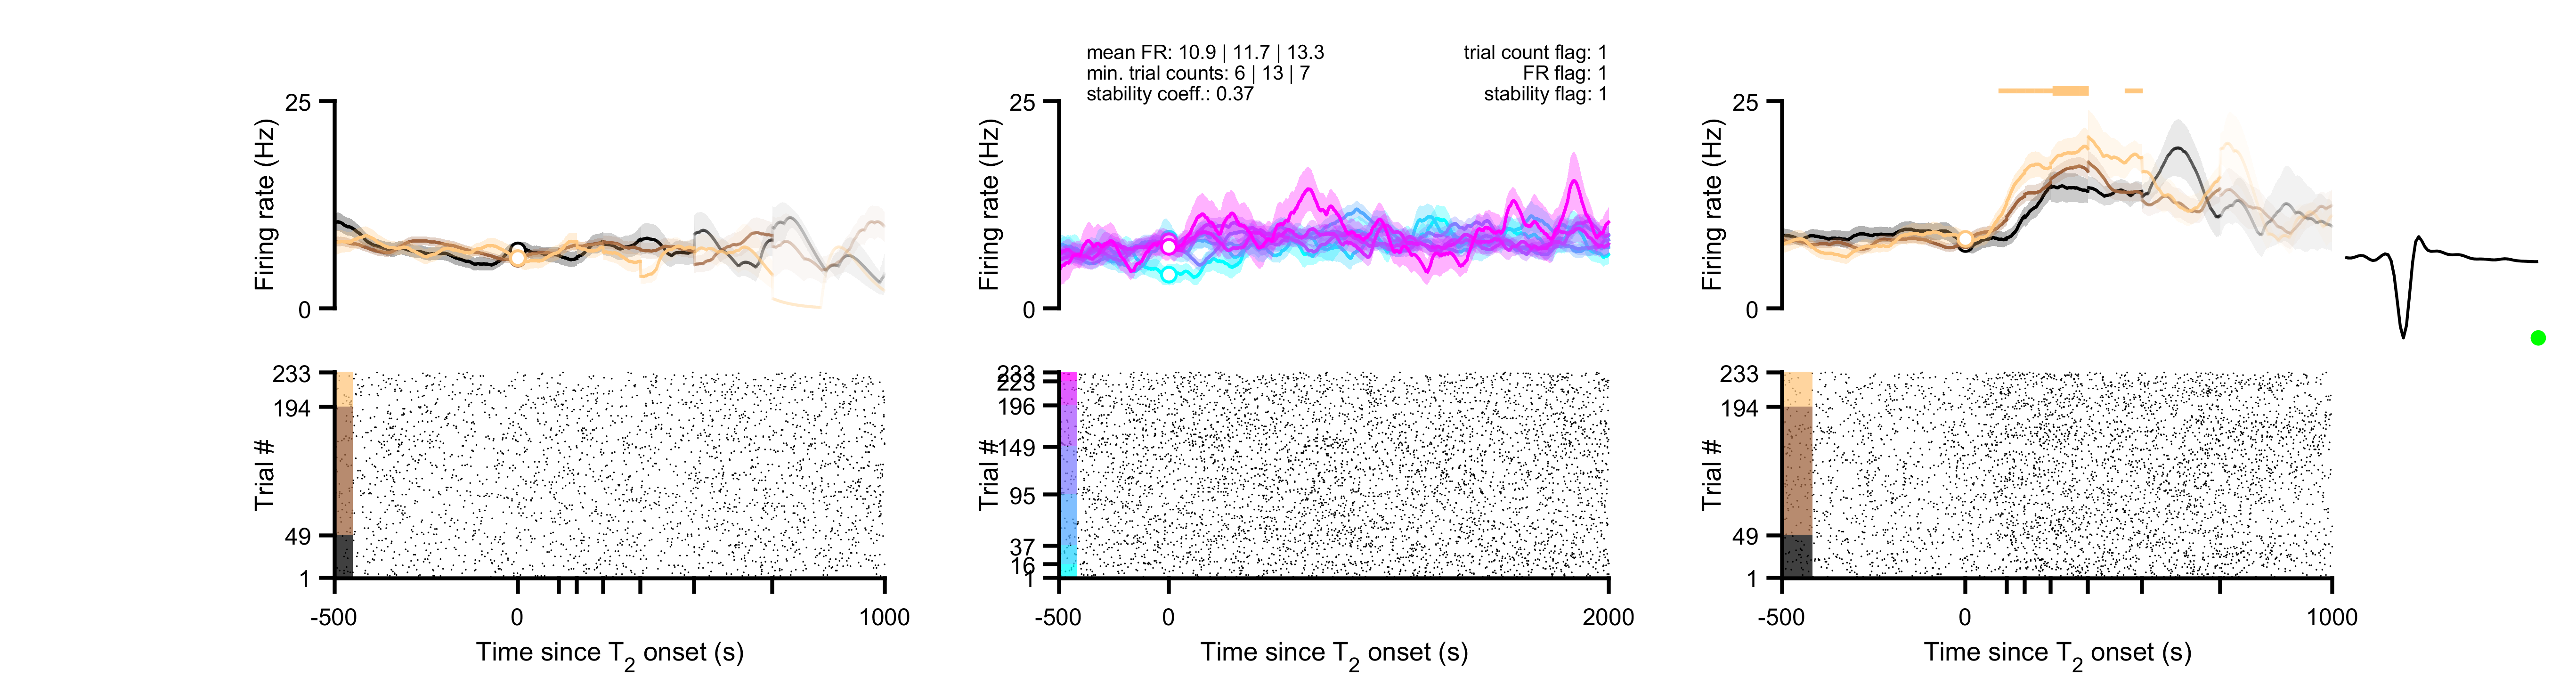 mean FR: 10.9 | 11.7 | 13.3
min. trial counts: 6 | 13 | 7
stability coeff.: 0.37
trial count flag: 1
FR flag: 1
stability flag: 1
25
0
Firing rate (Hz)
233
194
49
1
Trial #
-500
0
1000
Time since T2 onset (s)
25
0
Firing rate (Hz)
233
223
196
149
95
37
16
Trial #
-500
0
2000
Time since T2 onset (s)
25
0
Firing rate (Hz)
233
194
49
1
Trial #
-500
0
1000
Time since T2 onset (s)